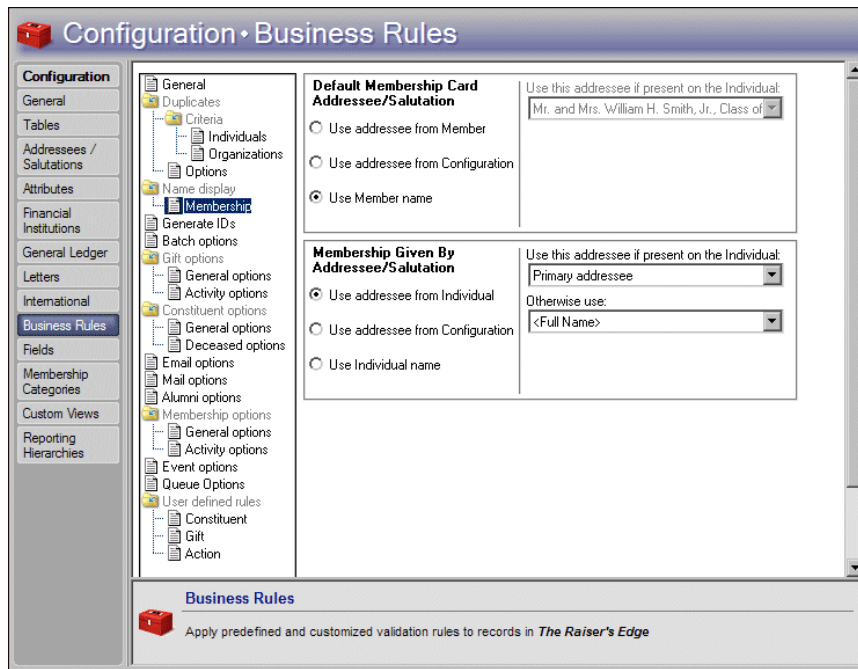 Configuration • Business Rules
Configuration
General
Tables
Addressees /
Salutations
Attributes
Financial
Institutions
General Ledger
Letters
International
Business Rules
Fields
Membership
Categories
Custom Views
Reporting
Hierarchies
General
Duplicates
Criteria
Individuals
Organizations
Options
Name display
Membership
Generate IDs
Batch options
Gift options
General options
Activity options
Constituent options
General options
Deceased options
Email options
Mail options
Alumni options
Membership options
General options
Activity options
Event options
Queue Options
User defined rules
Constituent
Gift
Action
Default Membership Card
Addressee/Salutation
Use addressee from Member
Use addressee from Configuration
Use Member name
Use this addressee if present on the Individual:
Mr. and Mrs. William H. Smith, Jr., Class of
Membership Given By
Addressee/Salutation
Use addressee from Individual
Use addressee from Configuration
Use Individual name
Use this addressee if present on the Individual:
Primary addressee
Otherwise use:
<Full Name>
Business Rules
Apply predefined and customized validation rules to records in The Raiser's Edge